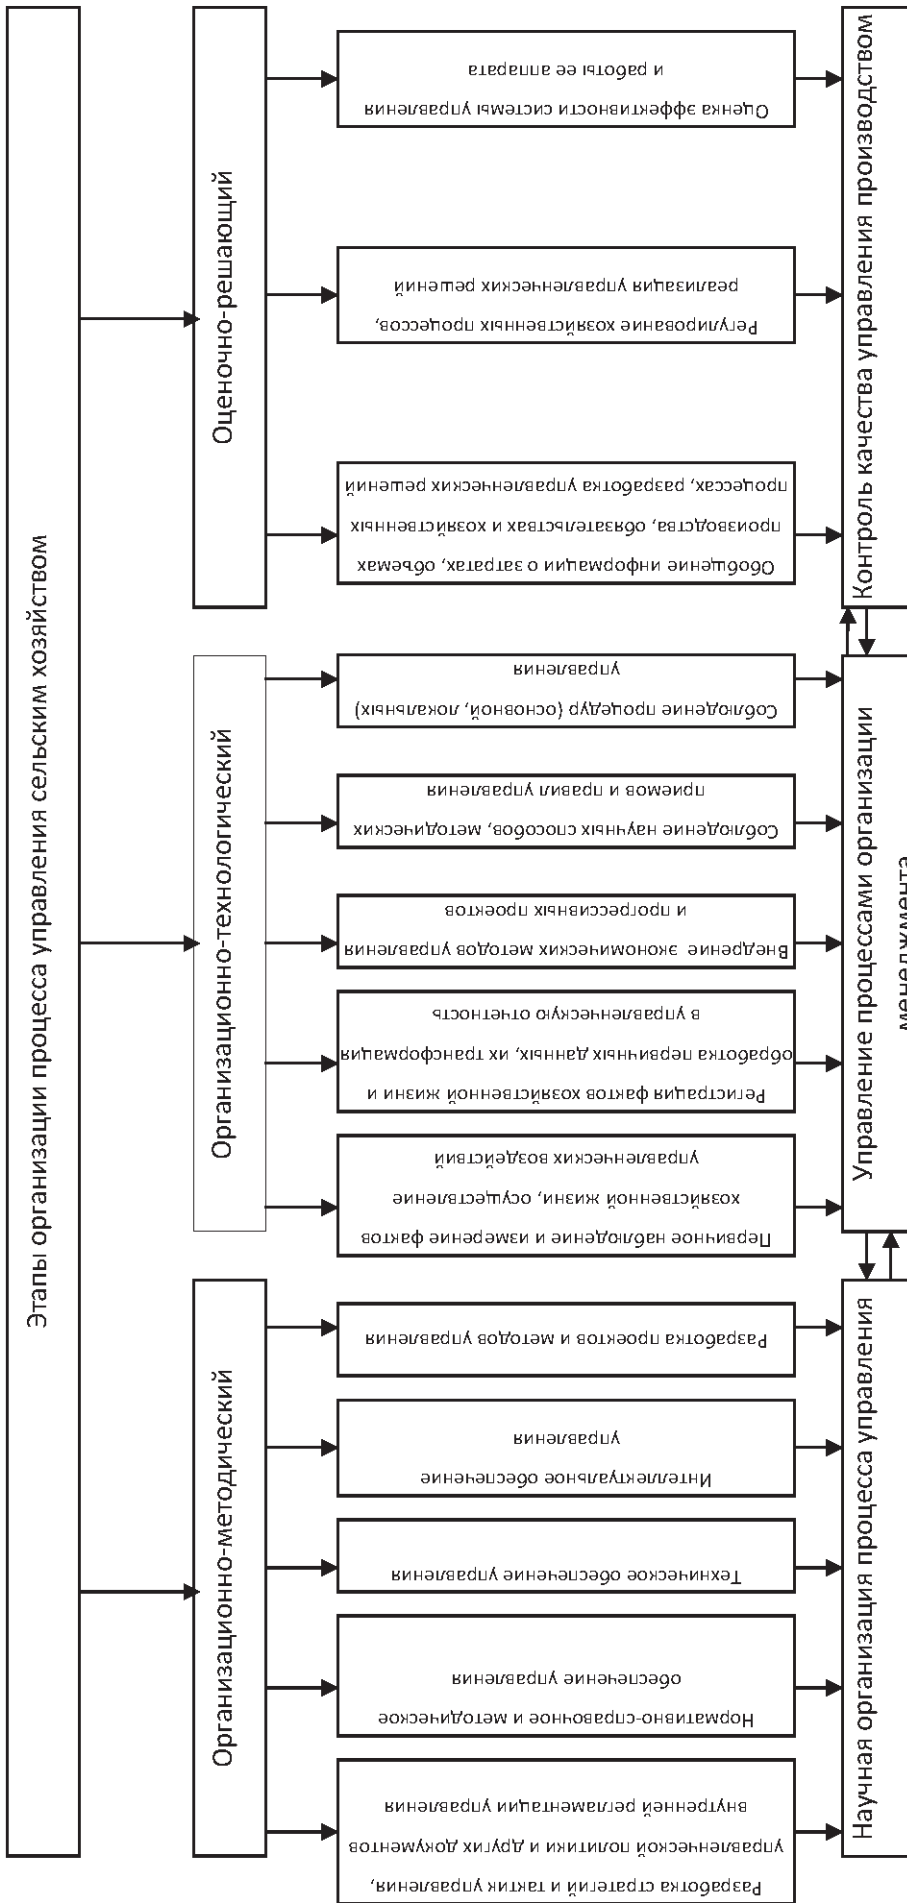 Этапы организации процесса управления сельским хозяйством
Организационно-методический
Разработка стратегий и тактик управления,
управленческой политики и других документов
внутренней регламентации управления
Нормативно-справочное и методическое
обеспечение управления
Техническое обеспечение управления
Интеллектуальное обеспечение
управления
Разработка проектов и методов управления
Научная организация процесса управления
Организационно-технологический
Первичное наблюдение и измерение фактов
хозяйственной жизни, осуществление
управленческих воздействий
Регистрация фактов хозяйственной жизни и
обработка первичных данных, их трансформация
в управленческую отчетность
Внедрение экономических методов управления
и прогрессивных проектов
Соблюдение научных способов, методических
приемов и правил управления
Соблюдение процедур (основной, локальных)
управления
Управление процессами организации
менеджмента
Оценочно-решающий
Обобщение информации о затратах, объемах
производства, обязательствах и хозяйственных
процессах, разработка управленческих решений
Регулирование хозяйственных процессов,
реализация управленческих решений
Оценка эффективности системы управления
и работы ее аппарата
Контроль качества управления производством